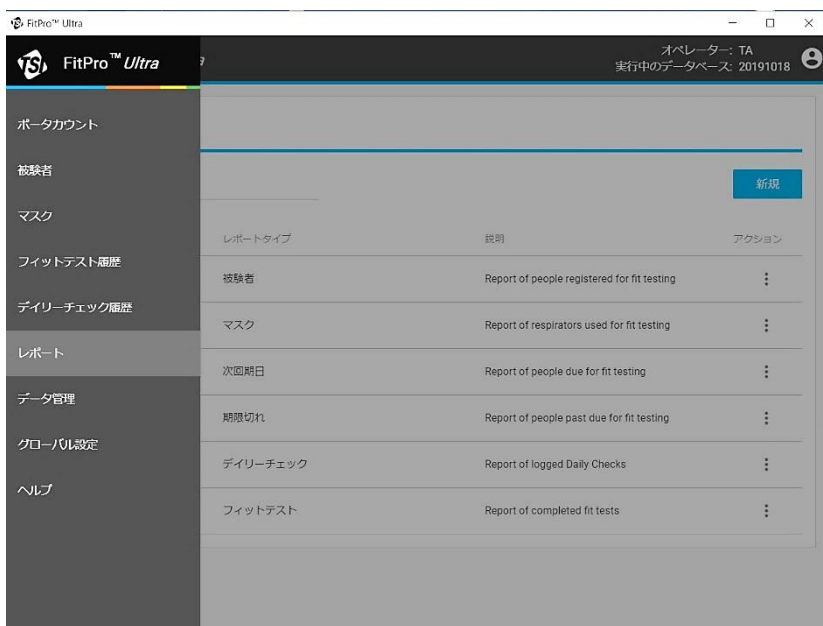 FitPro™ Ultra
TSI FitPro™ Ultra
オペレーター: TA
実行中のデータベース: 20191018
ポータカウント
被験者
マスク
フィットテスト履歴
デイリーチェック履歴
レポート
データ管理
グローバル設定
ヘルプ
新規
レポートタイプ 説明 アクション
被験者 Report of people registered for fit testing
マスク Report of respirators used for fit testing
次回期日 Report of people due for fit testing
期限切れ Report of people past due for fit testing
デイリーチェック Report of logged Daily Checks
フィットテスト Report of completed fit tests